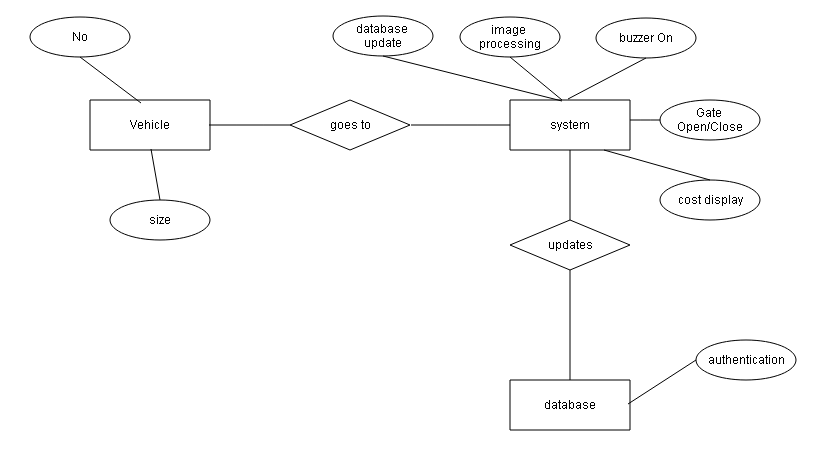 No
database
update
image
processing
buzzer On
Vehicle
goes to
system
Gate
Open/Close
size
cost display
updates
authentication
database